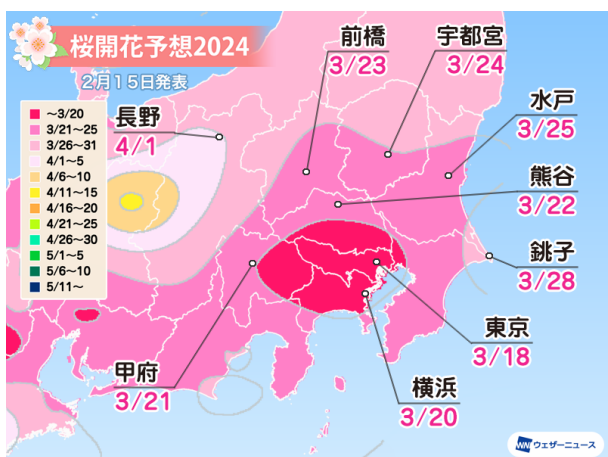 桜開花予想2024
2月15日発表
～3/20
3/21～25
3/26～31
4/1～5
4/6～10
4/11～15
4/16～20
4/21～25
4/26～30
5/1～5
5/6～10
5/11～
前橋
3/23
宇都宮
3/24
長野
4/1
水戸
3/25
熊谷
3/22
銚子
3/28
東京
3/18
甲府
3/21
横浜
3/20
WNI ウェザーニュース